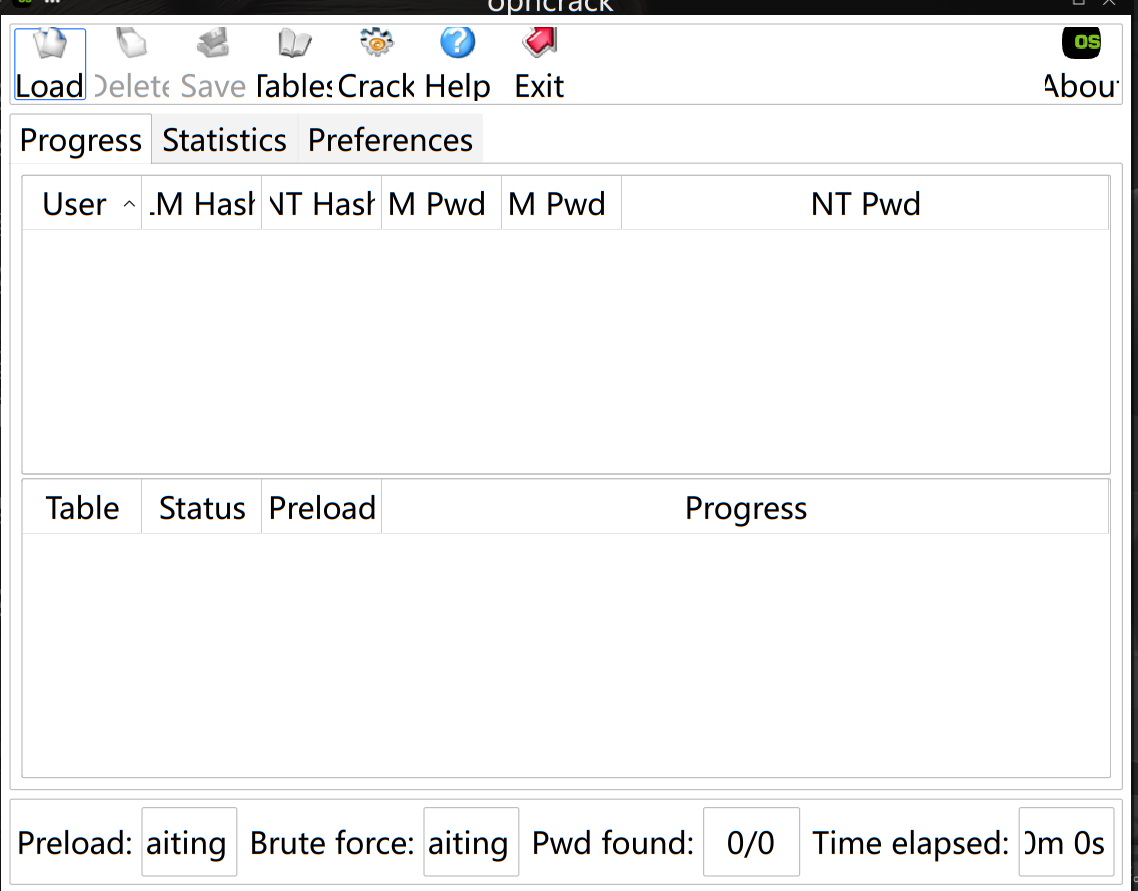 ophcrack
Load Delete Save Tables Crack Help Exit OS About
Progress Statistics Preferences
User LM Hash NT Hash M Pwd M Pwd NT Pwd
Table Status Preload Progress
Preload: aiting Brute force: aiting Pwd found: 0/0 Time elapsed: 0m 0s